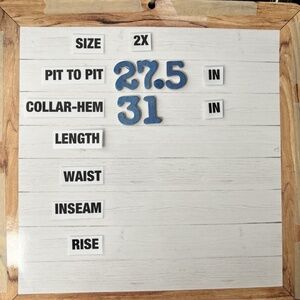 SIZE 2X
PIT TO PIT 27.5 IN
COLLAR-HEM 31 IN
LENGTH
WAIST
INSEAM
RISE